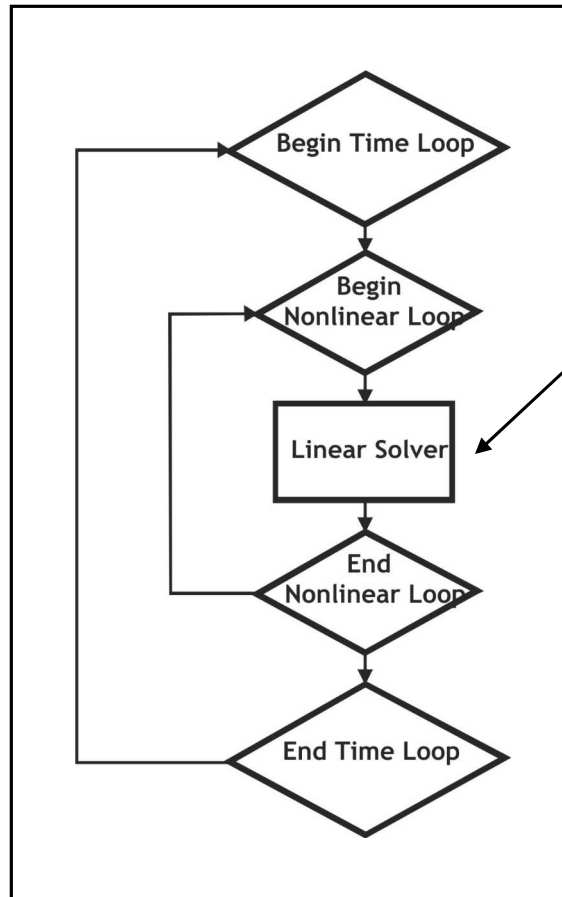 Begin Time Loop
Begin
Nonlinear Loop
Linear Solver
End
Nonlinear Loop
End Time Loop